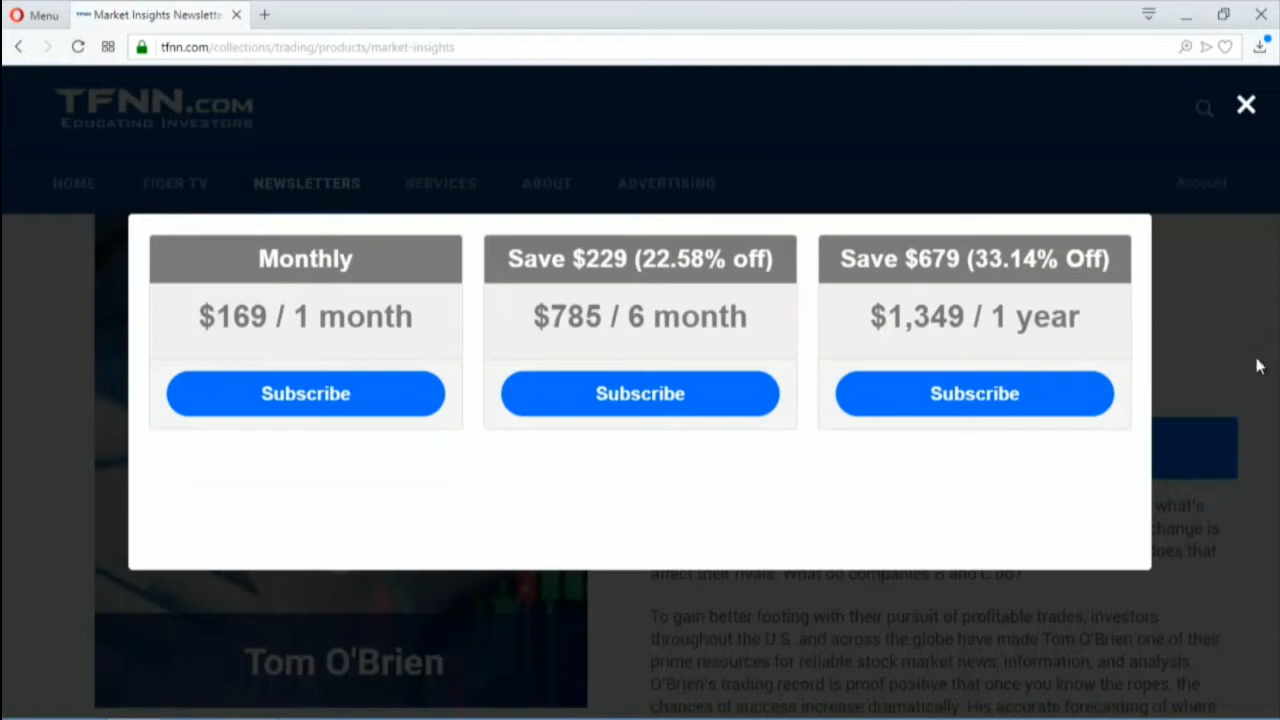 Menu
Market Insights Newslette
tfnn.com/collections/trading/products/market-insights
TFNN.COM
EDUCATING INVESTORS
HOME
TIGER TV
NEWSLETTERS
SERVICES
ABOUT
ADVERTISING
Account
Monthly
$169 / 1 month
Subscribe
Save $229 (22.58% off)
$785 / 6 month
Subscribe
Save $679 (33.14% Off)
$1,349 / 1 year
Subscribe
what's
change is
does that
affect their rivals. What do companies B and C do?
To gain better footing with their pursuit of profitable trades, investors
throughout the U.S. and across the globe have made Tom O'Brien one of their
prime resources for reliable stock market news, information, and analysis.
O'Brien's trading record is proof positive that once you know the ropes, the
chances of success increase dramatically. His accurate forecasting of where
Tom O'Brien